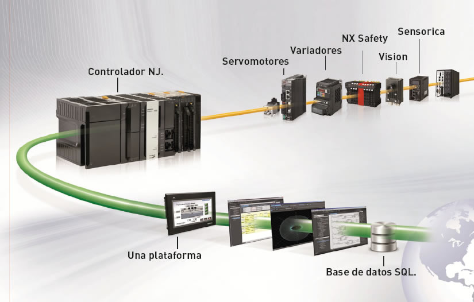 Sensorica
NX Safety
Variadores
Vision
Servomotores
Controlador NJ.
Una plataforma
Base de datos SQL.